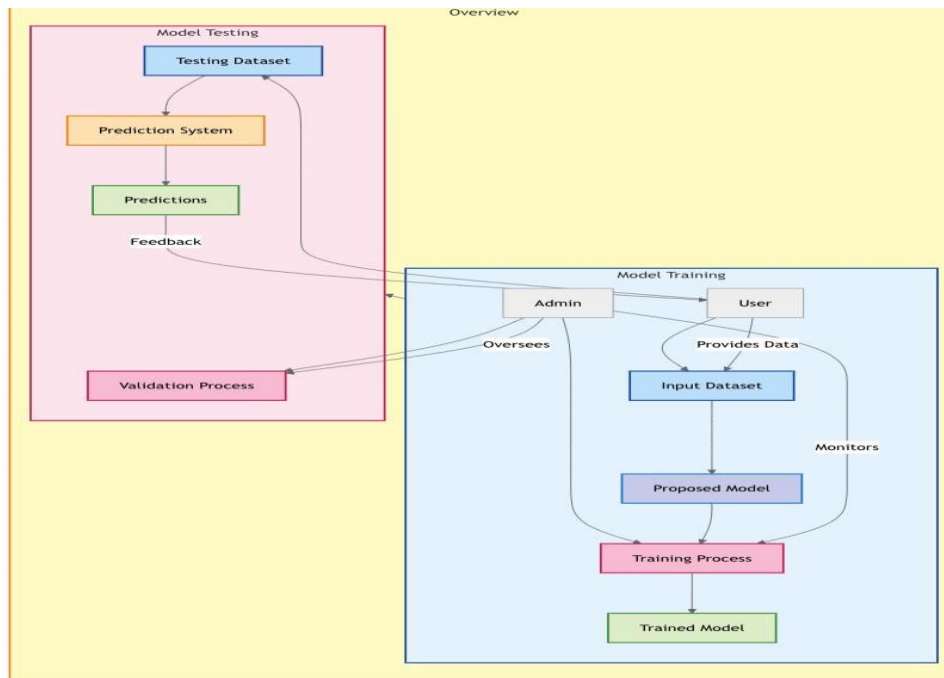 Overview
Model Testing
Testing Dataset
Prediction System
Predictions
Feedback
Model Training
Admin
User
Oversees
Provides Data
Validation Process
Input Dataset
Monitors
Proposed Model
Training Process
Trained Model